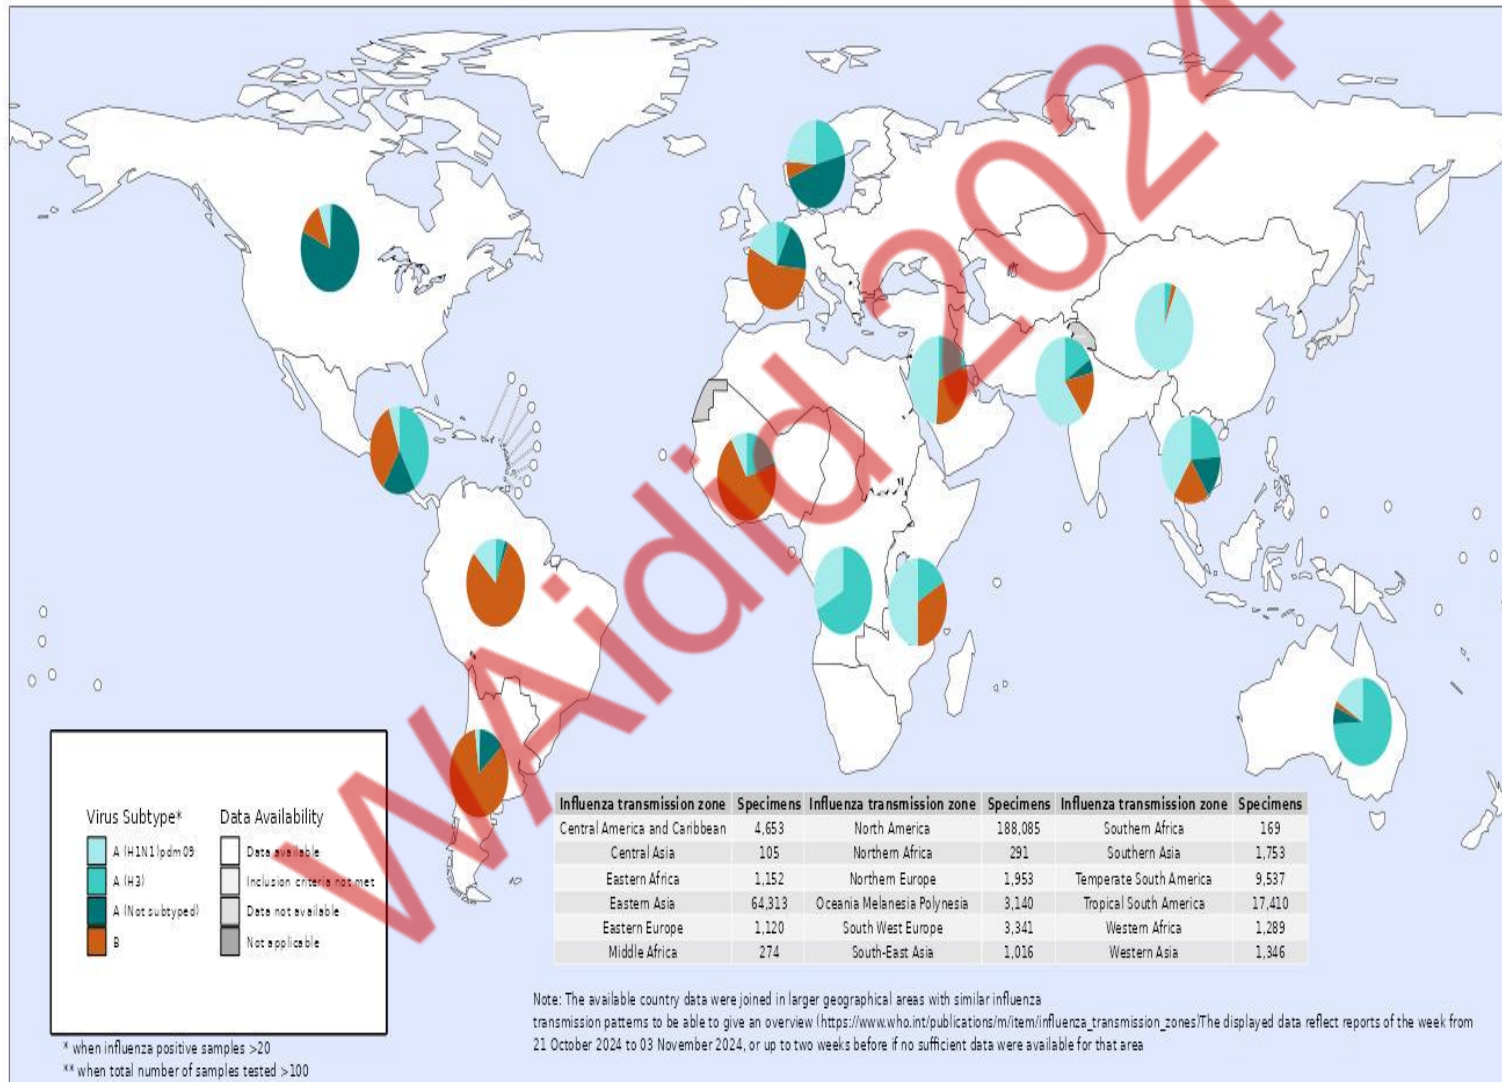 WAidid 2024
Virus Subtype*
A (H1N1)pdm09
A (H3)
A (Not subtyped)
B
Data Availability
Data available
Inclusion criteria not met
Data not available
Not applicable
* when influenza positive samples >20
** when total number of samples tested >100
Influenza transmission zone Specimens Influenza transmission zone Specimens Influenza transmission zone Specimens
Central America and Caribbean 4,653 North America 188,085 Southern Africa 169
Central Asia 105 Northern Africa 291 Southern Asia 1,753
Eastern Africa 1,152 Northern Europe 1,953 Temperate South America 9,537
Eastern Asia 64,313 Oceania Melanesia Polynesia 3,140 Tropical South America 17,410
Eastern Europe 1,120 South West Europe 3,341 Western Africa 1,289
Middle Africa 274 South-East Asia 1,016 Western Asia 1,346
Note: The available country data were joined in larger geographical areas with similar influenza
transmission patterns to be able to give an overview (https://www.who.int/publications/m/item/influenza_transmission_zones)The displayed data reflect reports of the week from
21 October 2024 to 03 November 2024, or up to two weeks before if no sufficient data were available for that area